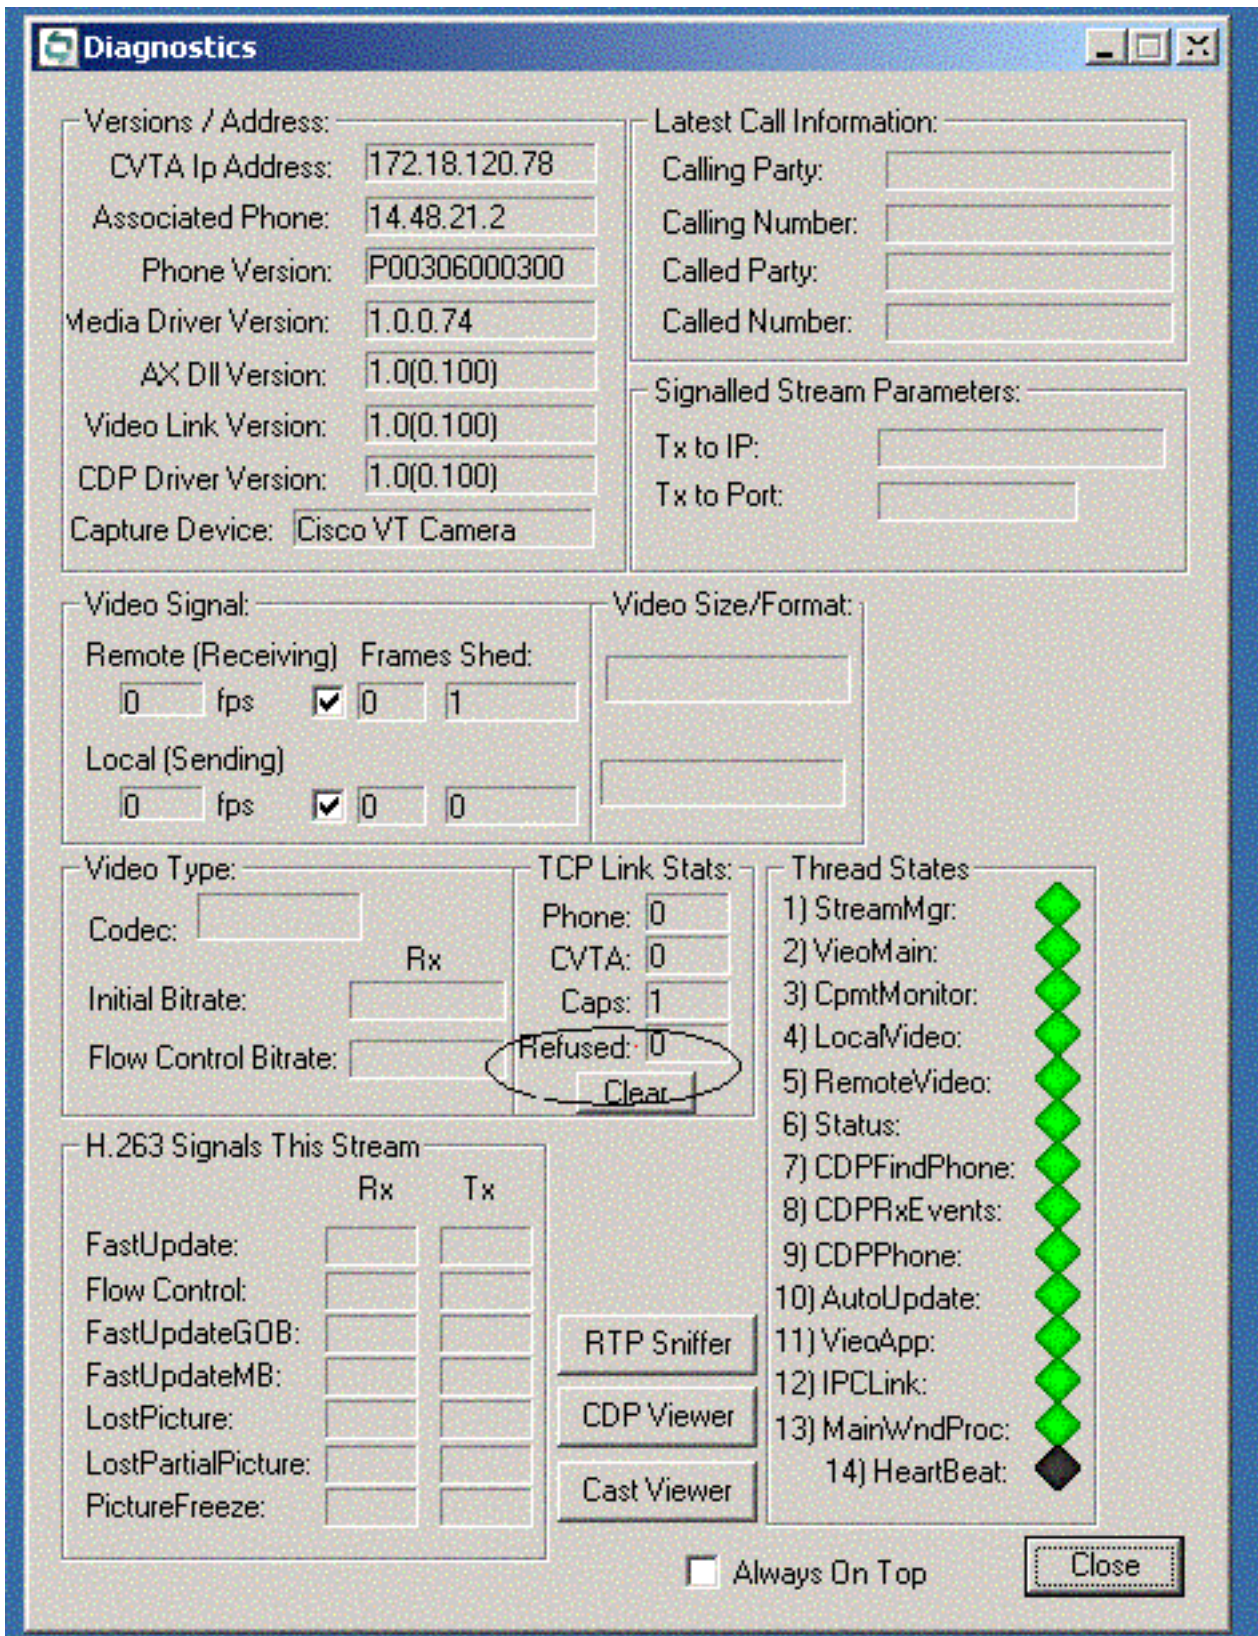 Diagnostics
Versions / Address:
CVTA Ip Address: 172.18.120.78
Associated Phone: 14.48.21.2
Phone Version: P00306000300
Media Driver Version: 1.0.0.74
AX Dll Version: 1.0(0.100)
Video Link Version: 1.0(0.100)
CDP Driver Version: 1.0(0.100)
Capture Device: Cisco VT Camera
Latest Call Information:
Calling Party:
Calling Number:
Called Party:
Called Number:
Signalled Stream Parameters:
Tx to IP:
Tx to Port:
Video Signal:
Remote (Receiving) Frames Shed:
0 fps 0 1
Local (Sending)
0 fps 0 0
Video Size/Format:
Video Type:
Codec:
Rx
Initial Bitrate:
Flow Control Bitrate:
TCP Link Stats:
Phone: 0
CVTA: 0
Caps: 1
Refused: 0
Clear
Thread States
1) StreamMgr:
2) VieoMain:
3) CpmtMonitor:
4) LocalVideo:
5) RemoteVideo:
6) Status:
7) CDPFindPhone:
8) CDPRxEvents:
9) CDPPhone:
10) AutoUpdate:
11) VieoApp:
12) IPCLink:
13) MainWndProc:
14) HeartBeat:
H.263 Signals This Stream
Rx Tx
FastUpdate:
Flow Control:
FastUpdateGOB:
FastUpdateMB:
LostPicture:
LostPartialPicture:
PictureFreeze:
RTP Sniffer
CDP Viewer
Cast Viewer
Always On Top
Close